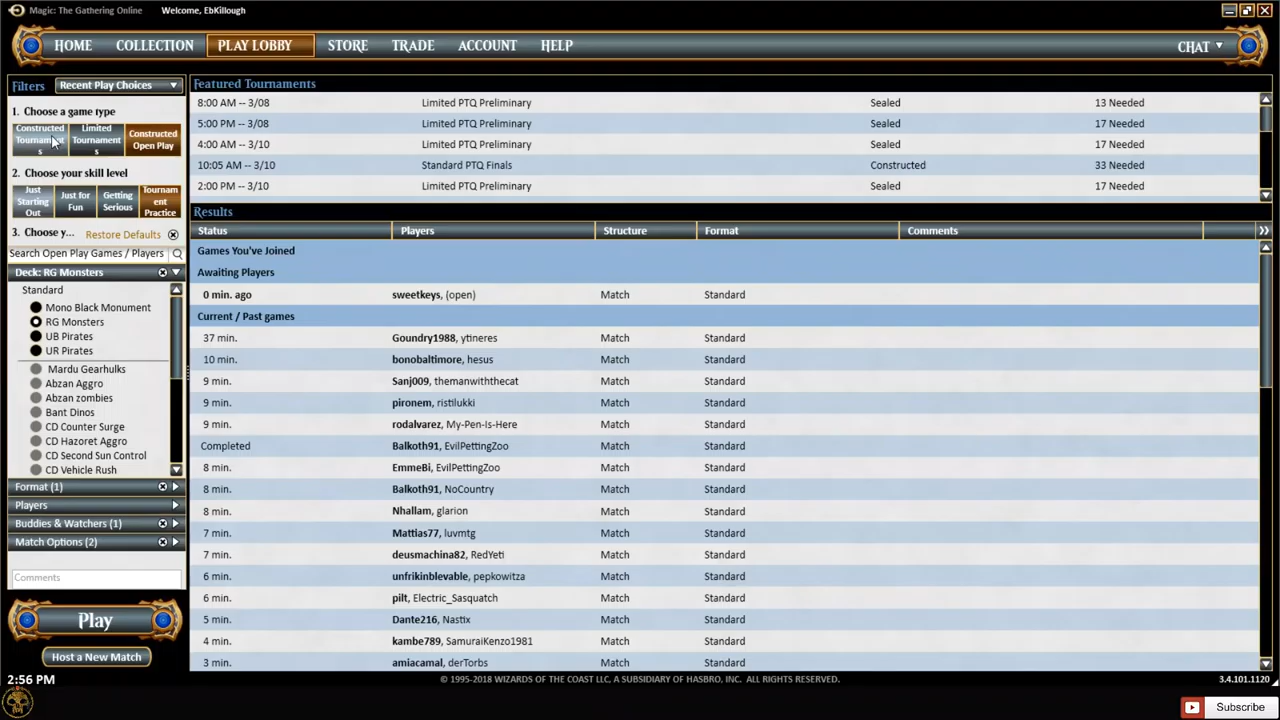 Magic: The Gathering Online Welcome, EbKillough
HOME COLLECTION PLAY LOBBY STORE TRADE ACCOUNT HELP CHAT
Filters Recent Play Choices
1. Choose a game type
Constructed Tournament s
Limited Tournament s
Constructed Open Play
2. Choose your skill level
Just Starting Out
Just for Fun
Getting Serious
Tournam ent Practice
3. Choose y... Restore Defaults
Search Open Play Games / Players
Deck: RG Monsters
Standard
Mono Black Monument
RG Monsters
UB Pirates
UR Pirates
Mardu Gearhulks
Abzan Aggro
Abzan zombies
Bant Dinos
CD Counter Surge
CD Hazoret Aggro
CD Second Sun Control
CD Vehicle Rush
Format (1)
Players
Buddies & Watchers (1)
Match Options (2)
Comments
Play
Host a New Match
2:56 PM
Featured Tournaments
8:00 AM -- 3/08 Limited PTQ Preliminary Sealed 13 Needed
5:00 PM -- 3/08 Limited PTQ Preliminary Sealed 17 Needed
4:00 AM -- 3/10 Limited PTQ Preliminary Sealed 17 Needed
10:05 AM -- 3/10 Standard PTQ Finals Constructed 33 Needed
2:00 PM -- 3/10 Limited PTQ Preliminary Sealed 17 Needed
Results
Status Players Structure Format Comments
Games You've Joined
Awaiting Players
0 min. ago sweetkeys, (open) Match Standard
Current / Past games
37 min. Goundry1988, ytineres Match Standard
10 min. bonobaltimore, hesus Match Standard
9 min. Sanj009, themanwiththecat Match Standard
9 min. pironem, ristilukki Match Standard
9 min. rodalvarez, My-Pen-Is-Here Match Standard
Completed Balkoth91, EvilPettingZoo Match Standard
8 min. EmmeBi, EvilPettingZoo Match Standard
8 min. Balkoth91, NoCountry Match Standard
8 min. Nhallam, glarion Match Standard
7 min. Mattias77, luvmtg Match Standard
7 min. deusmachina82, RedYeti Match Standard
6 min. unfrikinblevable, pepkowitza Match Standard
6 min. pilt, Electric_Sasquatch Match Standard
5 min. Dante216, Nastix Match Standard
4 min. kambe789, SamuraiKenzo1981 Match Standard
3 min. amiacamal, derTorbs Match Standard
© 1995-2018 WIZARDS OF THE COAST LLC, A SUBSIDIARY OF HASBRO, INC. ALL RIGHTS RESERVED. 3.4.101.1120
Subscribe